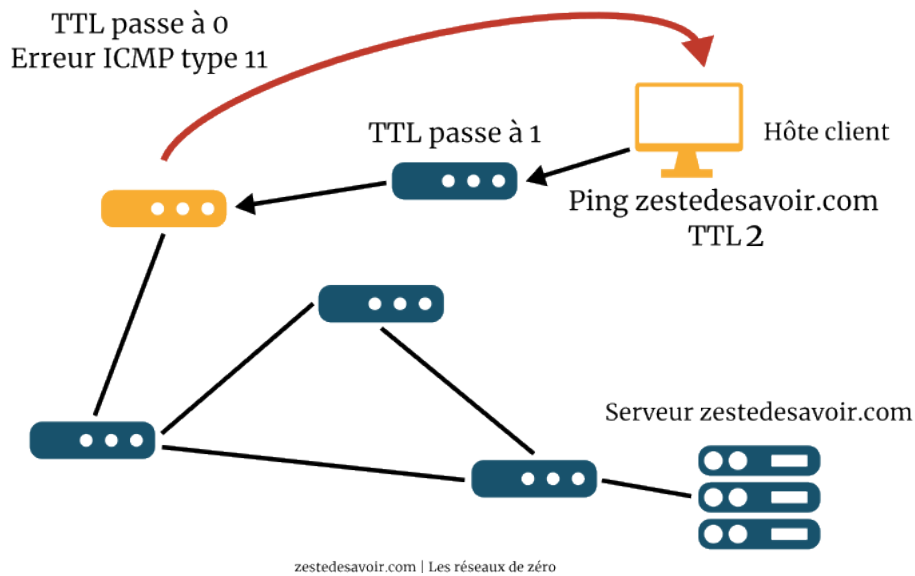 TTL passe à 0
Erreur ICMP type 11
TTL passe à 1
Hôte client
Ping zestedesavoir.com
TTL 2
Serveur zestedesavoir.com
zestedesavoir.com | Les réseaux de zéro